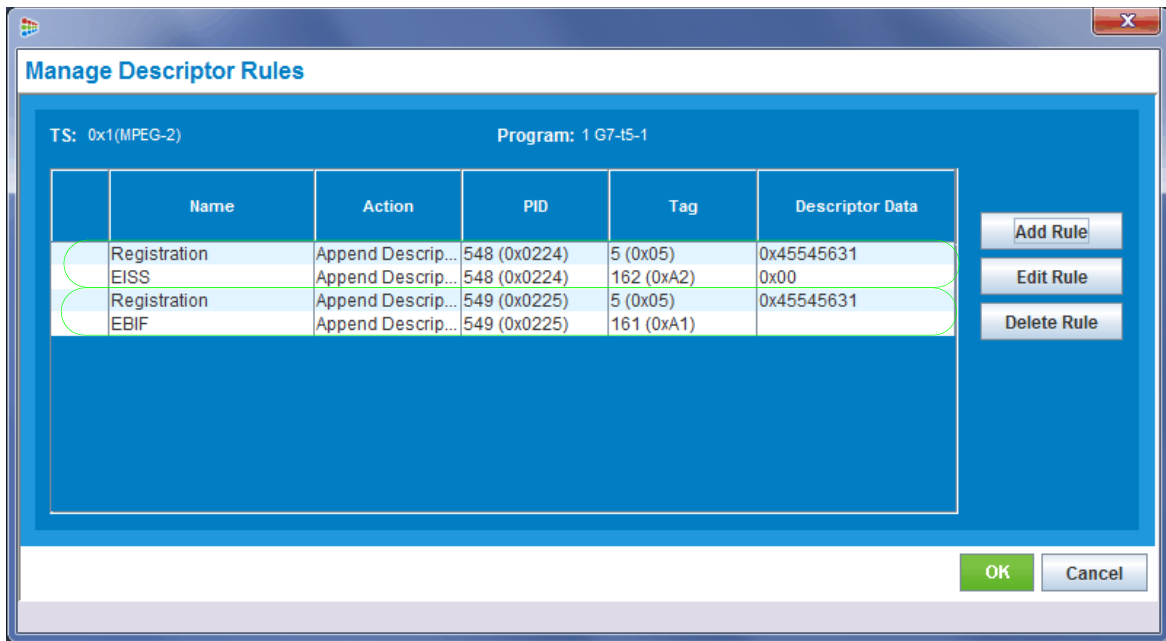 Manage Descriptor Rules
TS: 0x1(MPEG-2) Program: 1 G7-t5-1
Name Action PID Tag Descriptor Data
Registration Append Descrip... 548 (0x0224) 5 (0x05) 0x45545631
EISS Append Descrip... 548 (0x0224) 162 (0xA2) 0x00
Registration Append Descrip... 549 (0x0225) 5 (0x05) 0x45545631
EBIF Append Descrip... 549 (0x0225) 161 (0xA1)
Add Rule
Edit Rule
Delete Rule
OK Cancel